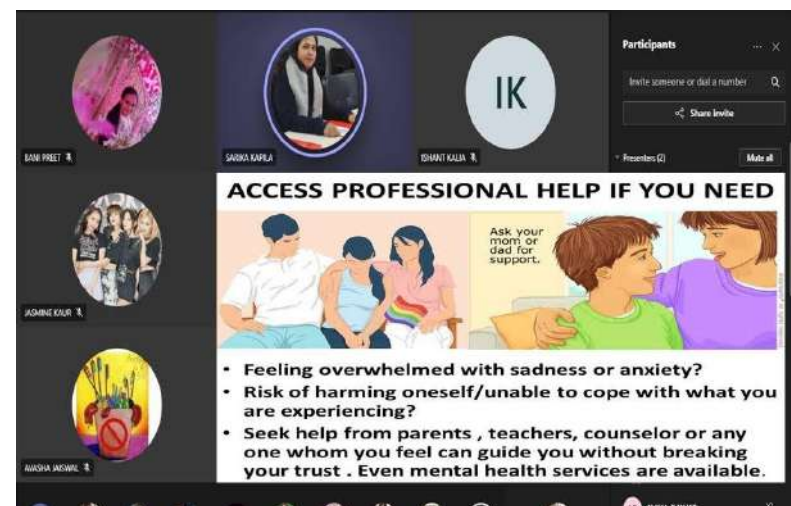 Participants
Invite someone or dial a number
Share invite
Presenters (2)
Mute all
IK
BANI PREET
SARIKA KAPILA
ISHANT KALIA
JASMINE KAUR
AVASHA JAISWAL
ACCESS PROFESSIONAL HELP IF YOU NEED
Ask your
mom or
dad for
support.
• Feeling overwhelmed with sadness or anxiety?
• Risk of harming oneself/unable to cope with what you
are experiencing?
• Seek help from parents , teachers, counselor or any
one whom you feel can guide you without breaking
your trust . Even mental health services are available.